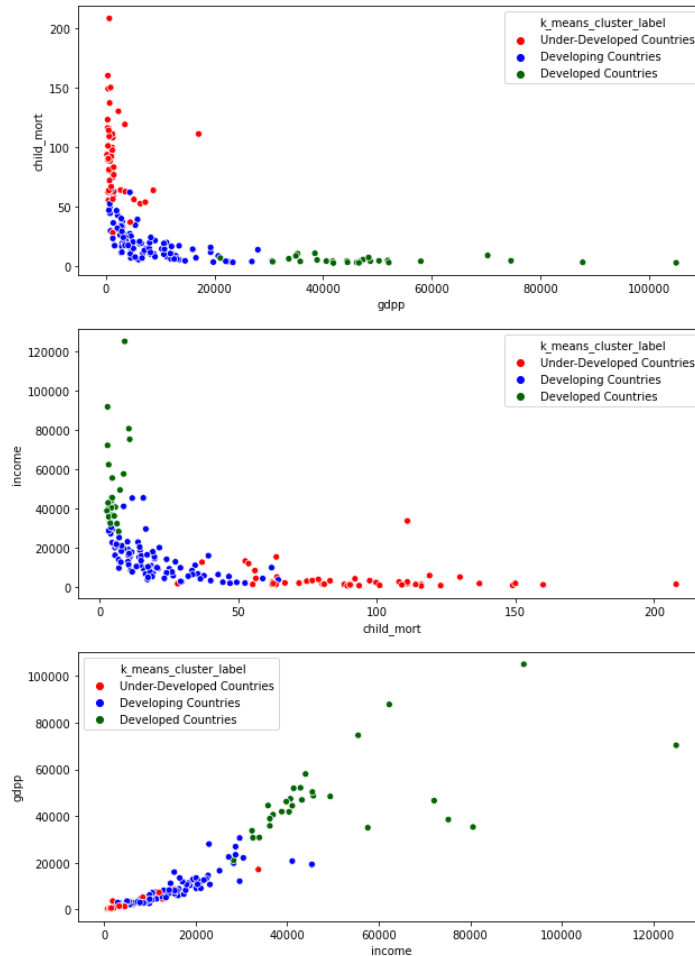 k_means_cluster_label
Under-Developed Countries
Developing Countries
Developed Countries
200
150
100
50
0
child_mort
0
20000
40000
60000
80000
100000
gdpp
k_means_cluster_label
Under-Developed Countries
Developing Countries
Developed Countries
120000
100000
80000
60000
40000
20000
0
income
0
50
100
150
200
child_mort
k_means_cluster_label
Under-Developed Countries
Developing Countries
Developed Countries
100000
80000
60000
40000
20000
0
gdpp
0
20000
40000
60000
80000
100000
120000
income